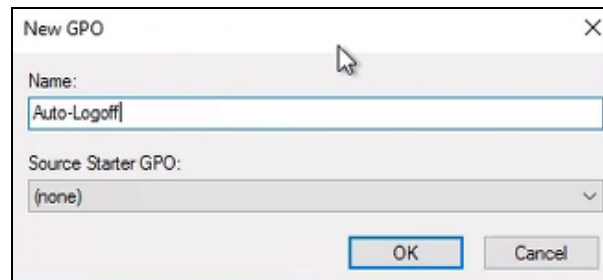 New GPO
Name:
Auto-Logoff
Source Starter GPO:
(none)
OK Cancel